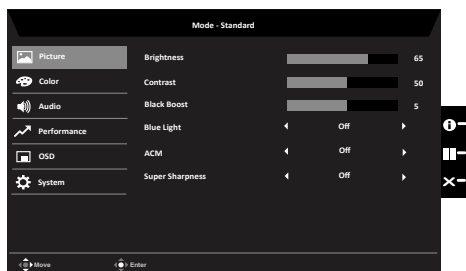 Mode - Standard
Picture
Brightness 65
Color
Contrast 50
Audio
Black Boost 5
Performance
Blue Light Off
OSD
ACM Off
System
Super Sharpness Off
Move Enter